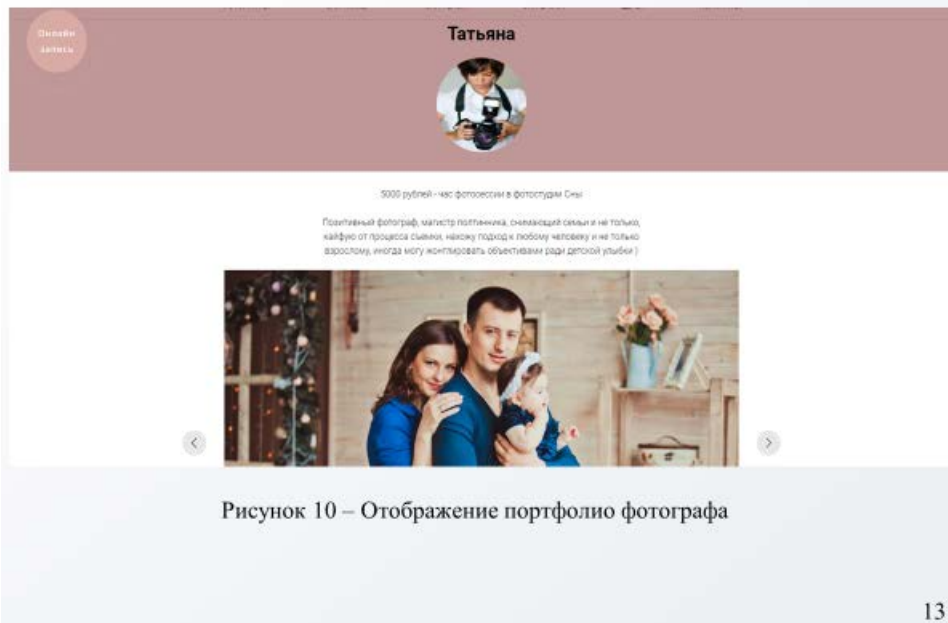 Онлайн
запись
Татьяна
5000 рублей - час фотосессии в фотостудии Сны
Позитивный фотограф, магистр полтинника, снимающий семьи и не только,
кайфую от процесса съемки, нахожу подход к любому человеку и не только
взрослому, иногда могу жонглировать объективами ради детской улыбки )
Рисунок 10 – Отображение портфолио фотографа
13